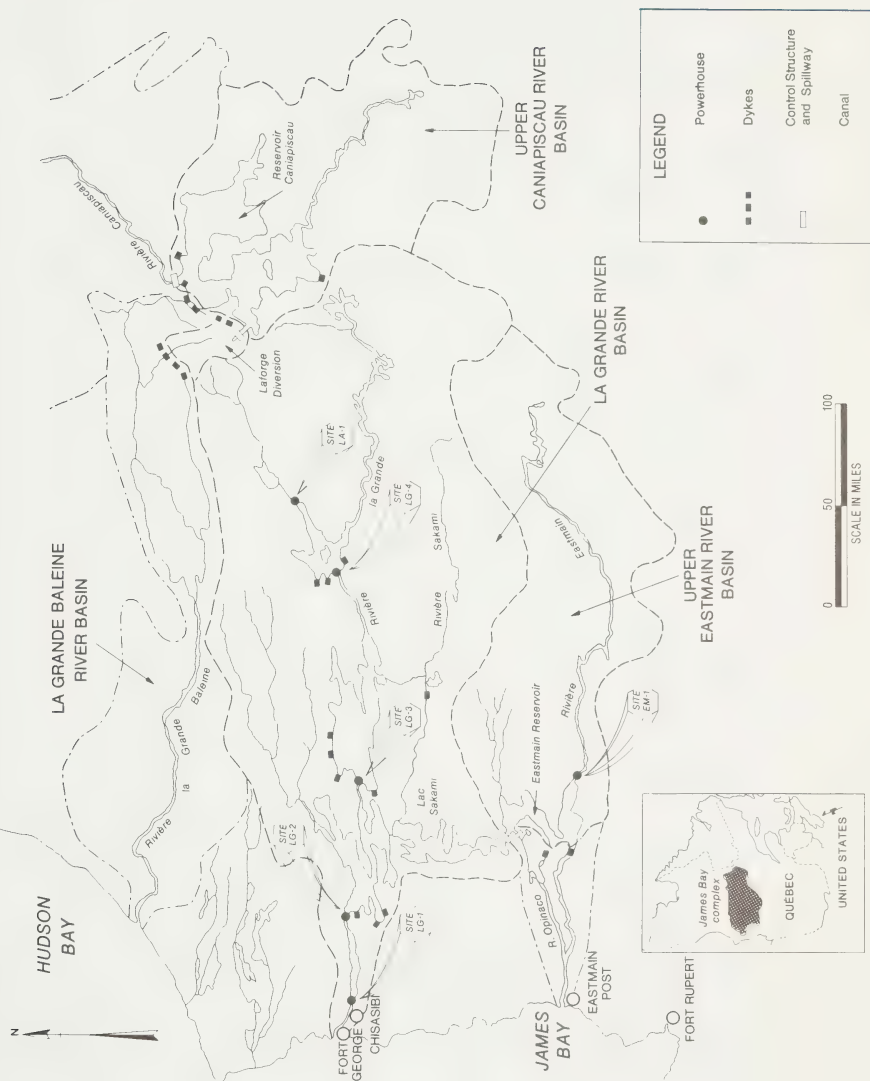 N
HUDSON
BAY
LA GRANDE BALEINE
RIVER BASIN
Rivière
la
Grande
Baleine
Rivière Caniapiscau
Reservoir
Caniapiscau
UPPER
CANIAPISCAU RIVER
BASIN
Laforge
Diversion
SITE
LA-1
la Grande
SITE
LG-4
Rivière
SITE
LG-3
SITE
LG-2
SITE
LG-1
Rivière
Sakami
Lac
Sakami
LA GRANDE RIVER
BASIN
FORT
GEORGE
CHISASIBI
JAMES
BAY
R. Opinaca
Eastmain Reservoir
Rivière
Eastmain
SITE
EM-1
UPPER
EASTMAIN RIVER
BASIN
EASTMAIN
POST
FORT RUPERT
James Bay
complex
QUÉBEC
UNITED STATES
0
50
100
SCALE IN MILES
LEGEND
Powerhouse
Dykes
Control Structure
and Spillway
Canal